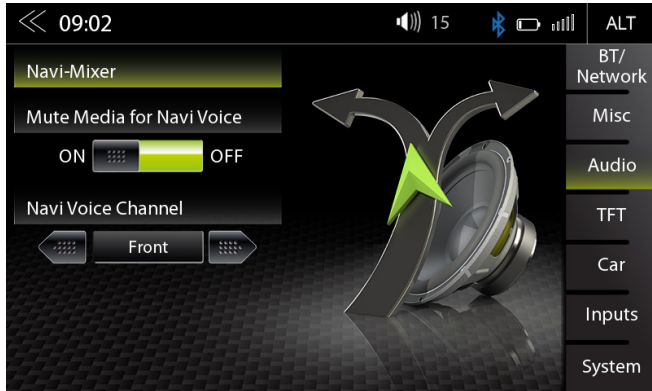 09:02
15
ALT
Navi-Mixer
Mute Media for Navi Voice
ON
OFF
Navi Voice Channel
Front
BT/
Network
Misc
Audio
TFT
Car
Inputs
System